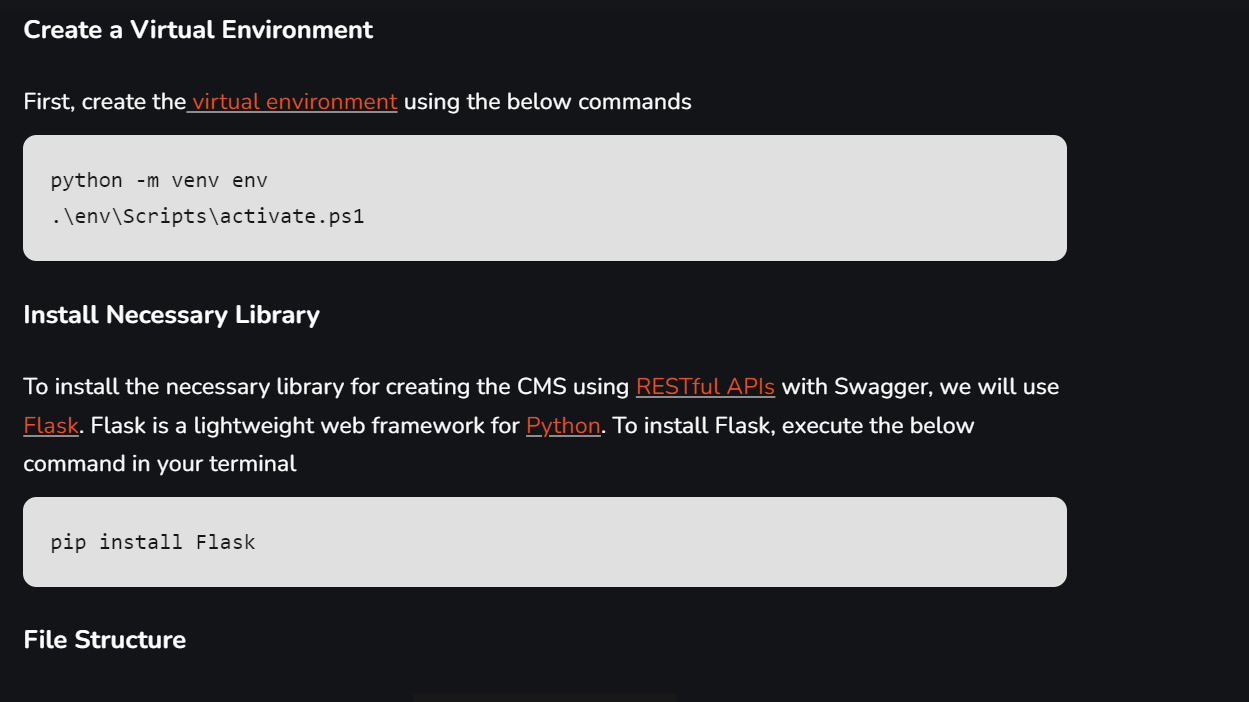 Create a Virtual Environment
First, create the virtual environment using the below commands
python -m venv env
.\env\Scripts\activate.ps1
Install Necessary Library
To install the necessary library for creating the CMS using RESTful APIs with Swagger, we will use
Flask. Flask is a lightweight web framework for Python. To install Flask, execute the below
command in your terminal
pip install Flask
File Structure